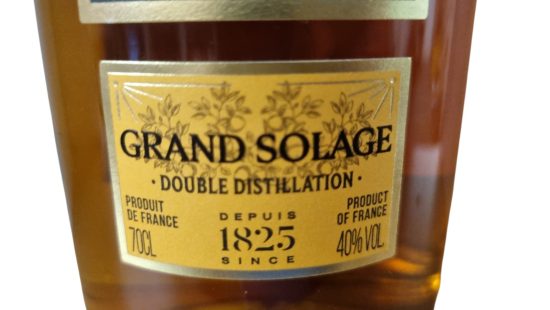 GRAND SOLAGE
· DOUBLE DISTILLATION ·
PRODUIT
DE FRANCE
70CL
DEPUIS
1825
SINCE
PRODUCT
OF FRANCE
40% VOL.